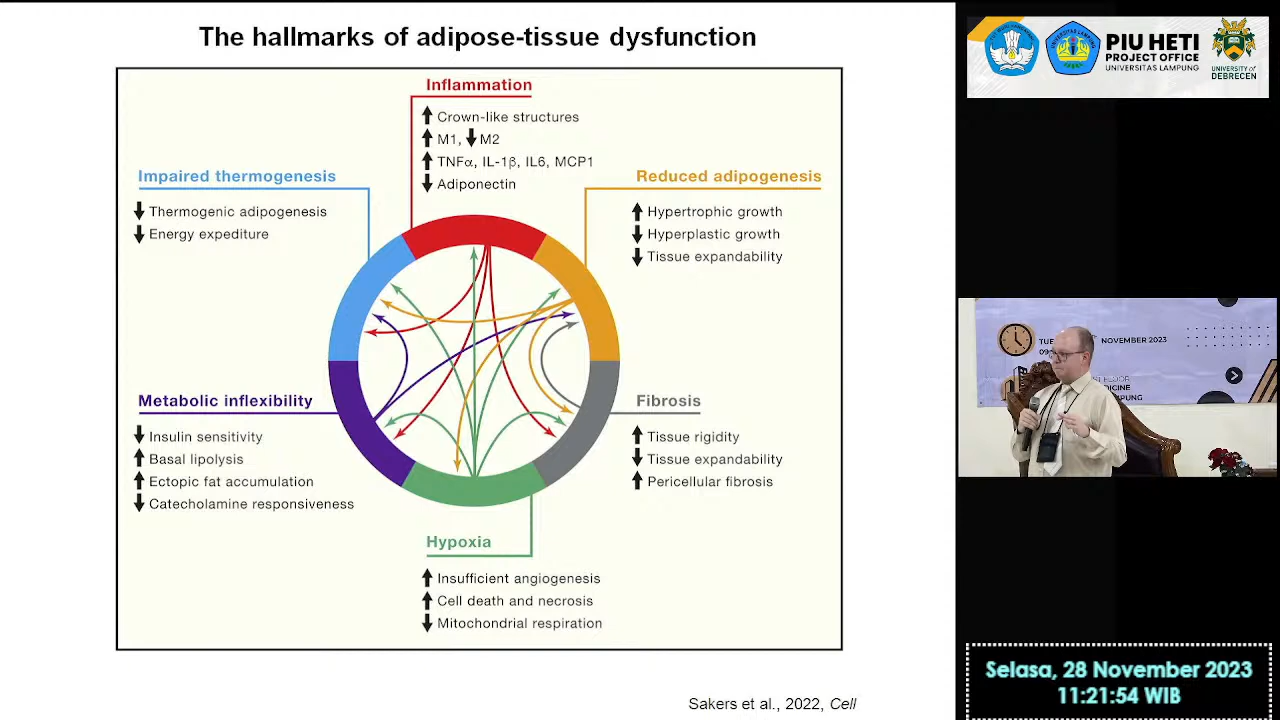 The hallmarks of adipose-tissue dysfunction
Inflammation
Crown-like structures
M1, M2
TNFα, IL-1β, IL6, MCP1
Adiponectin
Impaired thermogenesis
Thermogenic adipogenesis
Energy expediture
Reduced adipogenesis
Hypertrophic growth
Hyperplastic growth
Tissue expandability
Metabolic inflexibility
Insulin sensitivity
Basal lipolysis
Ectopic fat accumulation
Catecholamine responsiveness
Fibrosis
Tissue rigidity
Tissue expandability
Pericellular fibrosis
Hypoxia
Insufficient angiogenesis
Cell death and necrosis
Mitochondrial respiration
Sakers et al., 2022, Cell
PIU HETI
PROJECT OFFICE
UNIVERSITAS LAMPUNG
UNIVERSITY of
DEBRECEN
NOVEMBER 2023
Selasa, 28 November 2023
11:21:54 WIB